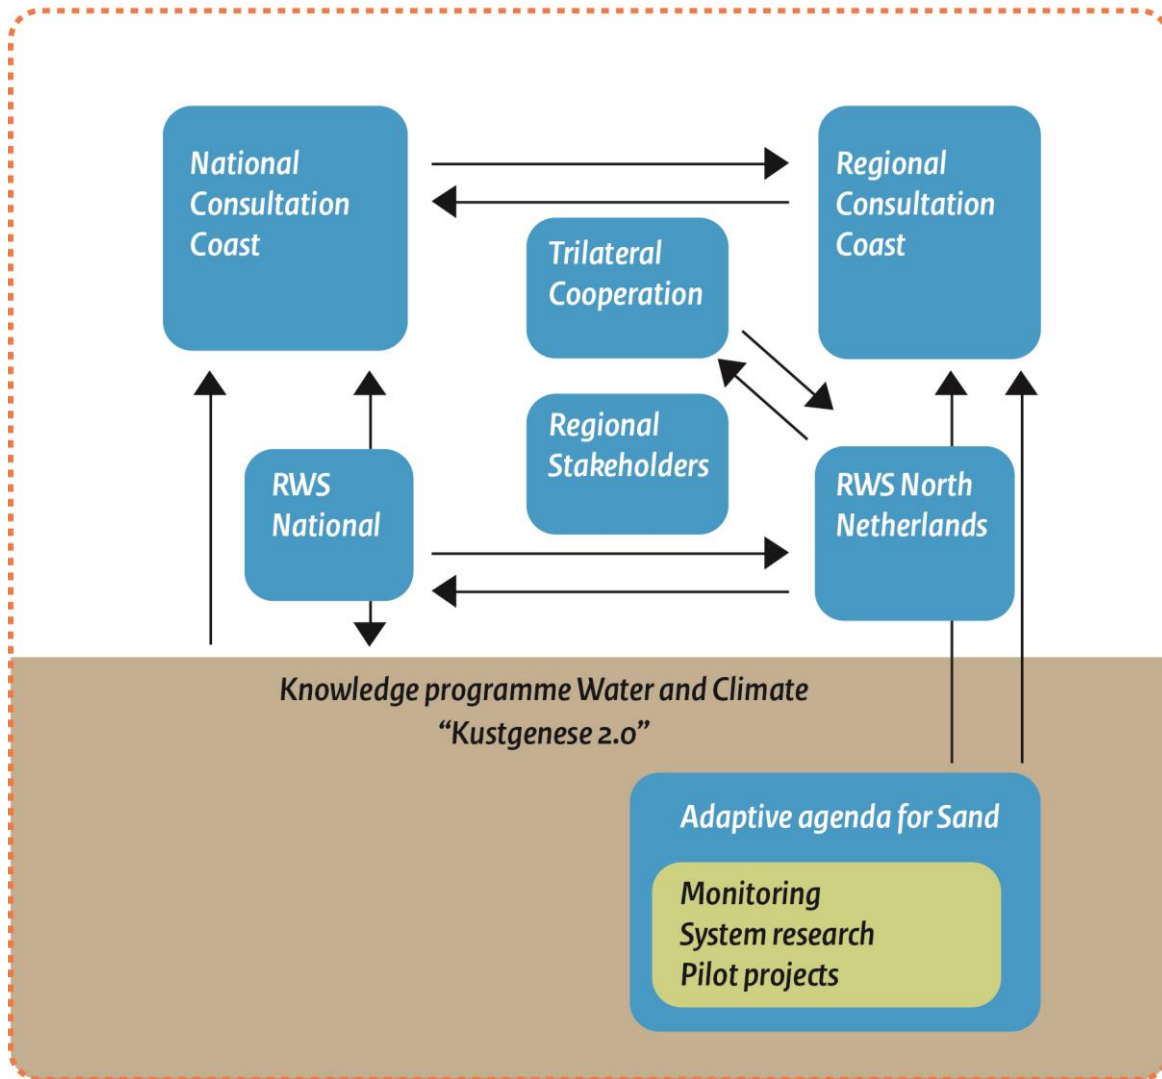 National
Consultation
Coast
Regional
Consultation
Coast
Trilateral
Cooperation
Regional
Stakeholders
RWS
National
RWS North
Netherlands
Knowledge programme Water and Climate
“Kustgenese 2.0”
Adaptive agenda for Sand
Monitoring
System research
Pilot projects